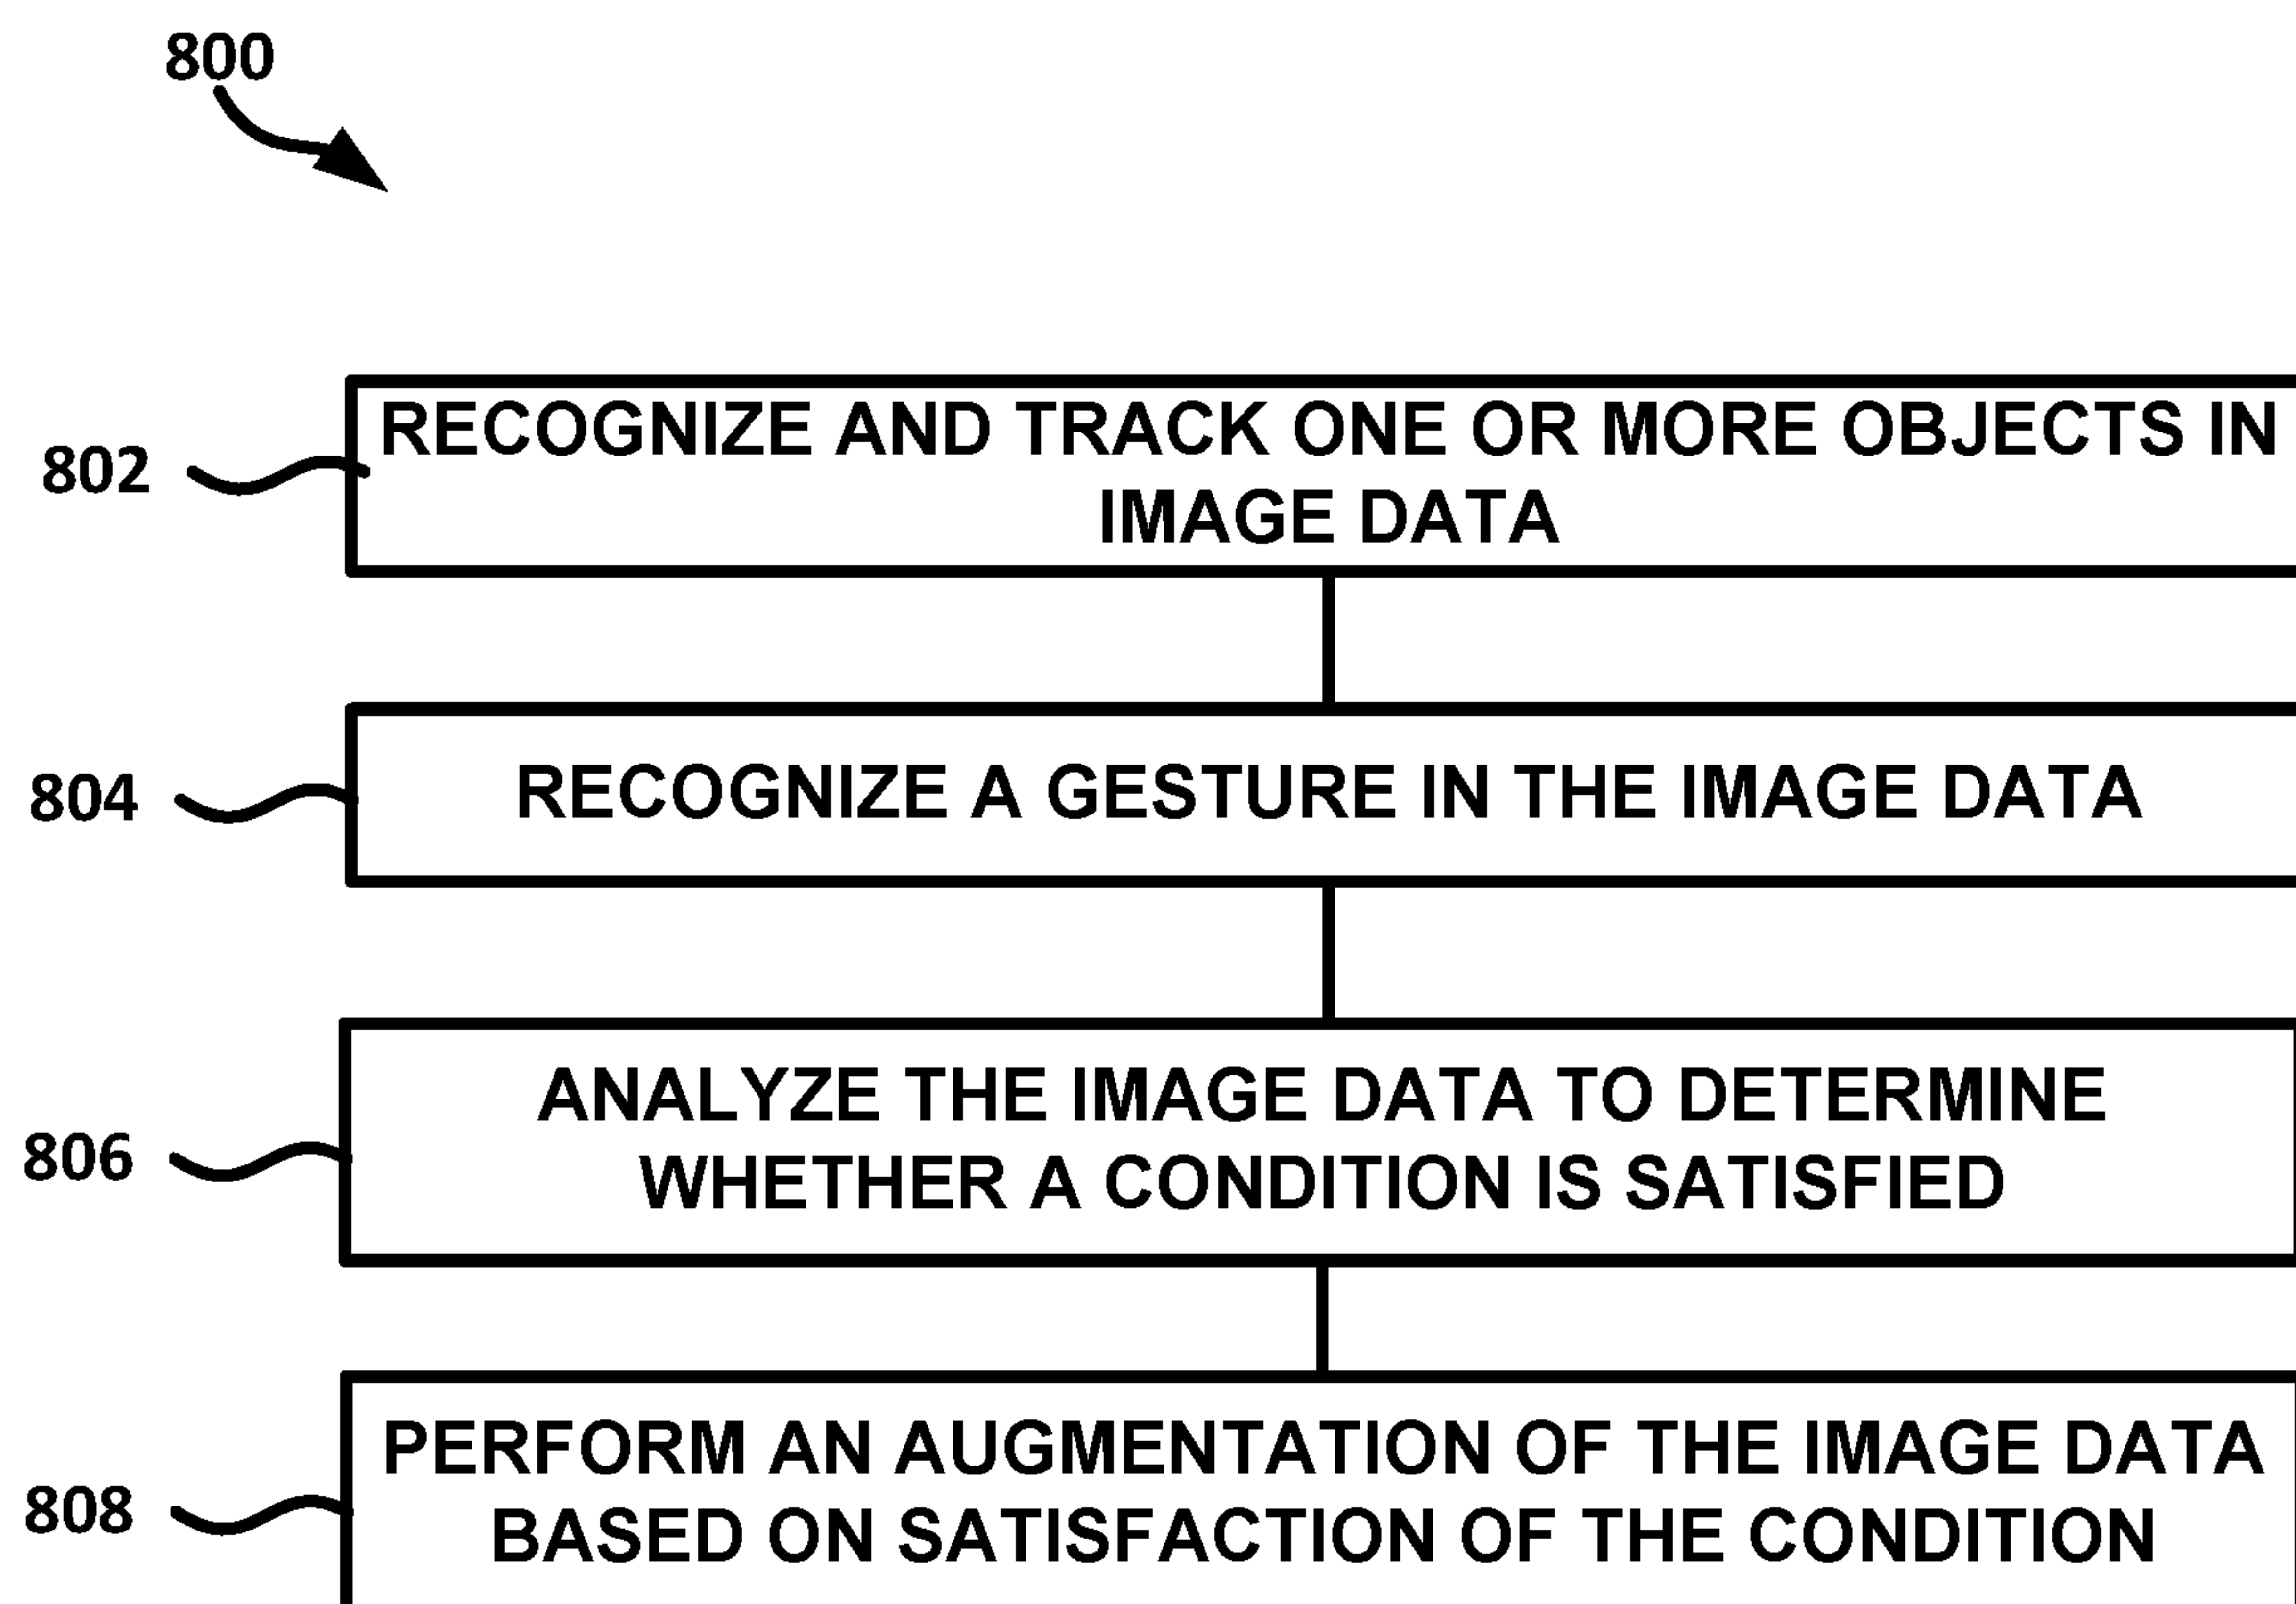 800
802
RECOGNIZE AND TRACK ONE OR MORE OBJECTS IN
IMAGE DATA
804
RECOGNIZE A GESTURE IN THE IMAGE DATA
806
ANALYZE THE IMAGE DATA TO DETERMINE
WHETHER A CONDITION IS SATISFIED
808
PERFORM AN AUGMENTATION OF THE IMAGE DATA
BASED ON SATISFACTION OF THE CONDITION